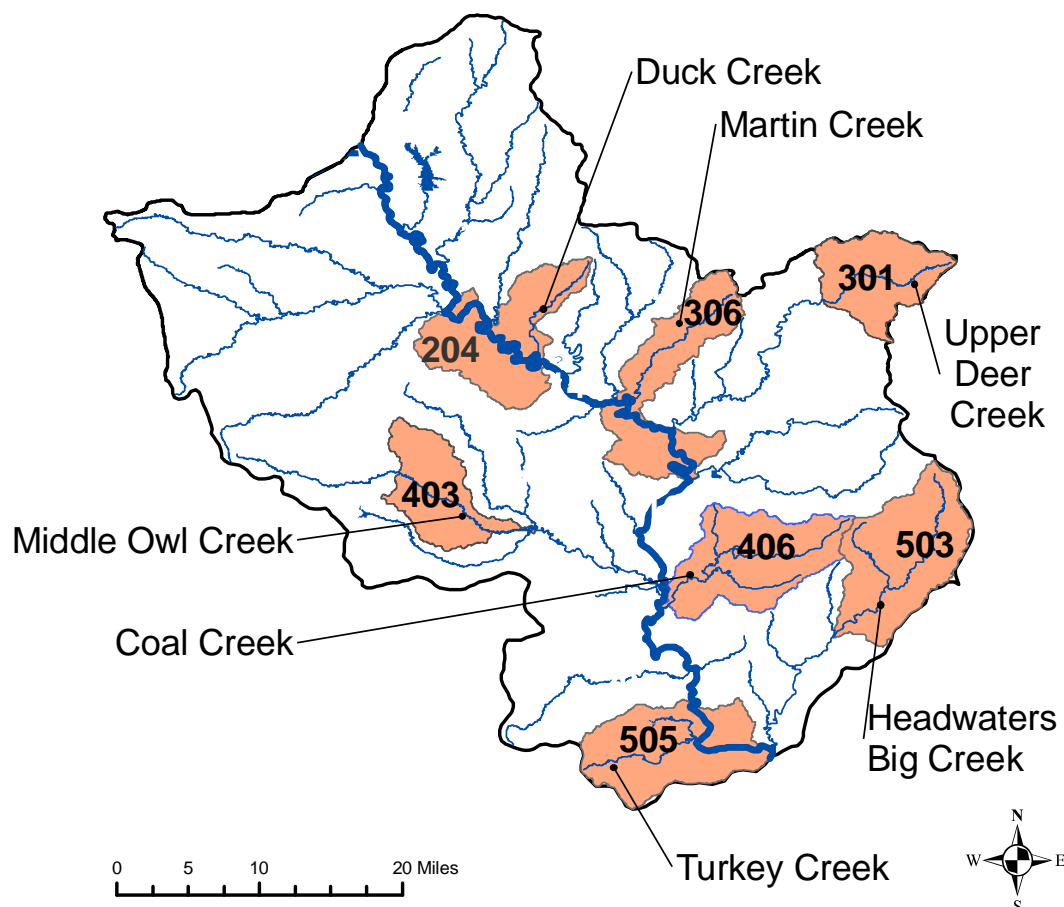 Duck Creek
Martin Creek
301
306
Upper
Deer
Creek
204
403
Middle Owl Creek
406
503
Coal Creek
Headwaters
Big Creek
505
Turkey Creek
0 5 10 20 Miles
N
W E
S